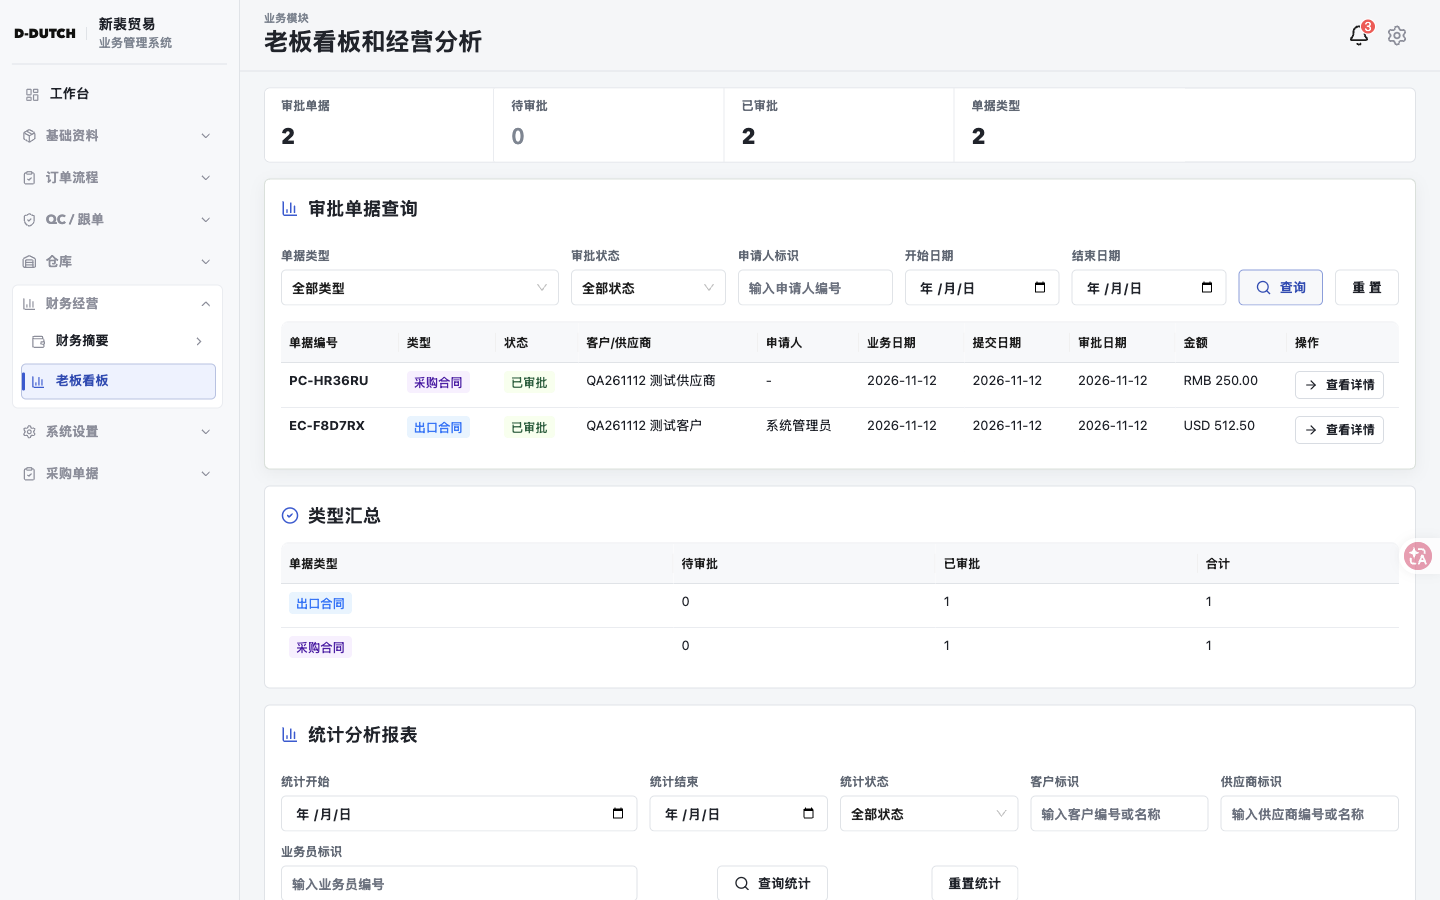 D-DUTCH
新裴贸易
业务管理系统
工作台
基础资料
订单流程
QC / 跟单
仓库
财务经营
财务摘要
老板看板
系统设置
采购单据
业务模块
老板看板和经营分析
3
审批单据
2
待审批
0
已审批
2
单据类型
2
审批单据查询
单据类型 审批状态 申请人标识 开始日期 结束日期
全部类型 全部状态 输入申请人编号 年 /月/日 年 /月/日 查询 重 置
单据编号 类型 状态 客户/供应商 申请人 业务日期 提交日期 审批日期 金额 操作
PC-HR36RU 采购合同 已审批 QA261112 测试供应商 - 2026-11-12 2026-11-12 2026-11-12 RMB 250.00 查看详情
EC-F8D7RX 出口合同 已审批 QA261112 测试客户 系统管理员 2026-11-12 2026-11-12 2026-11-12 USD 512.50 查看详情
类型汇总
单据类型 待审批 已审批 合计
出口合同 0 1 1
采购合同 0 1 1
统计分析报表
统计开始 统计结束 统计状态 客户标识 供应商标识
年 /月/日 年 /月/日 全部状态 输入客户编号或名称 输入供应商编号或名称
业务员标识
输入业务员编号 查询统计 重置统计